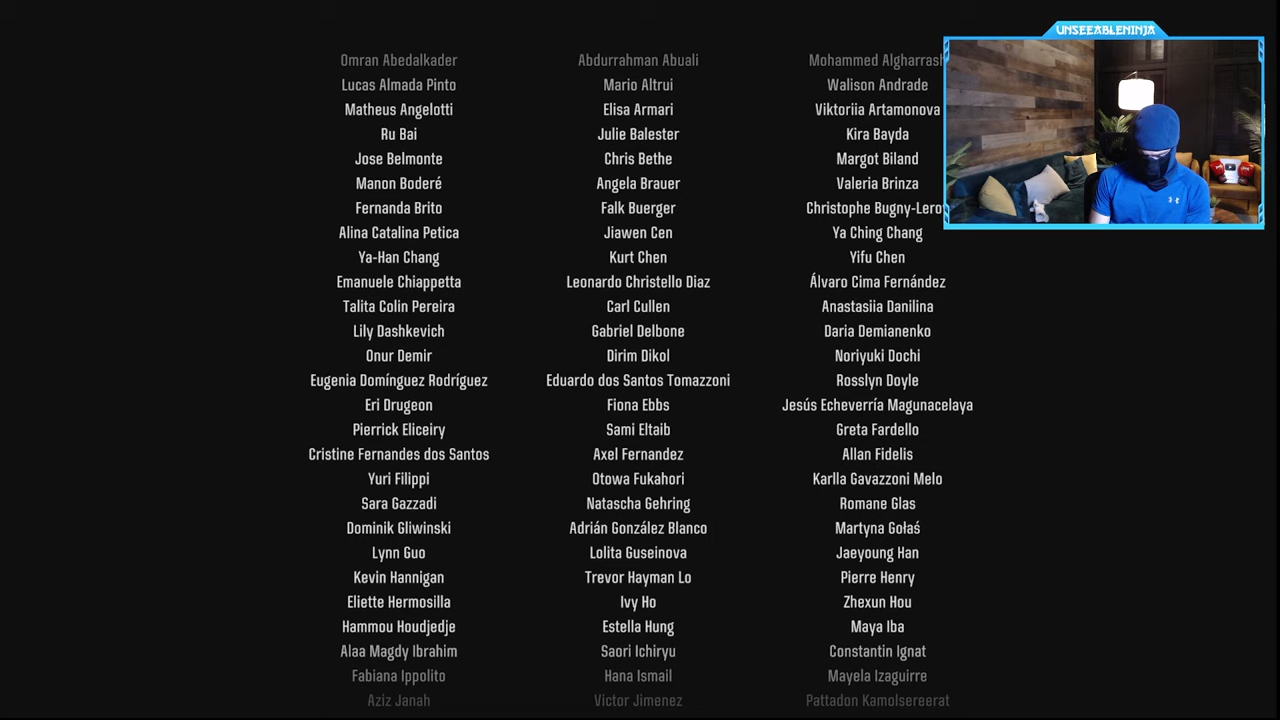 UNSEEABLENINJA
Omran Abedalkader Abdurrahman Abuali Mohammed Algharrash
Lucas Almada Pinto Mario Altrui Walison Andrade
Matheus Angelotti Elisa Armari Viktoriia Artamonova
Ru Bai Julie Balester Kira Bayda
Jose Belmonte Chris Bethe Margot Biland
Manon Boderé Angela Brauer Valeria Brinza
Fernanda Brito Falk Buerger Christophe Bugny-Lero
Alina Catalina Petica Jiawen Cen Ya Ching Chang
Ya-Han Chang Kurt Chen Yifu Chen
Emanuele Chiappetta Leonardo Christello Diaz Álvaro Cima Fernández
Talita Colin Pereira Carl Cullen Anastasiia Danilina
Lily Dashkevich Gabriel Delbone Daria Demianenko
Onur Demir Dirim Dikol Noriyuki Dochi
Eugenia Domínguez Rodríguez Eduardo dos Santos Tomazzoni Rosslyn Doyle
Eri Drugeon Fiona Ebbs Jesús Echeverría Magunacelaya
Pierrick Eliceiry Sami Eltaib Greta Fardello
Cristine Fernandes dos Santos Axel Fernandez Allan Fidelis
Yuri Filippi Otowa Fukahori Karlla Gavazzoni Melo
Sara Gazzadi Natascha Gehring Romane Glas
Dominik Gliwinski Adrián González Blanco Martyna Gołaś
Lynn Guo Lolita Guseinova Jaeyoung Han
Kevin Hannigan Trevor Hayman Lo Pierre Henry
Eliette Hermosilla Ivy Ho Zhexun Hou
Hammou Houdjedje Estella Hung Maya Iba
Alaa Magdy Ibrahim Saori Ichiryu Constantin Ignat
Fabiana Ippolito Hana Ismail Mayela Izaguirre
Aziz Janah Victor Jimenez Pattadon Kamolsereerat